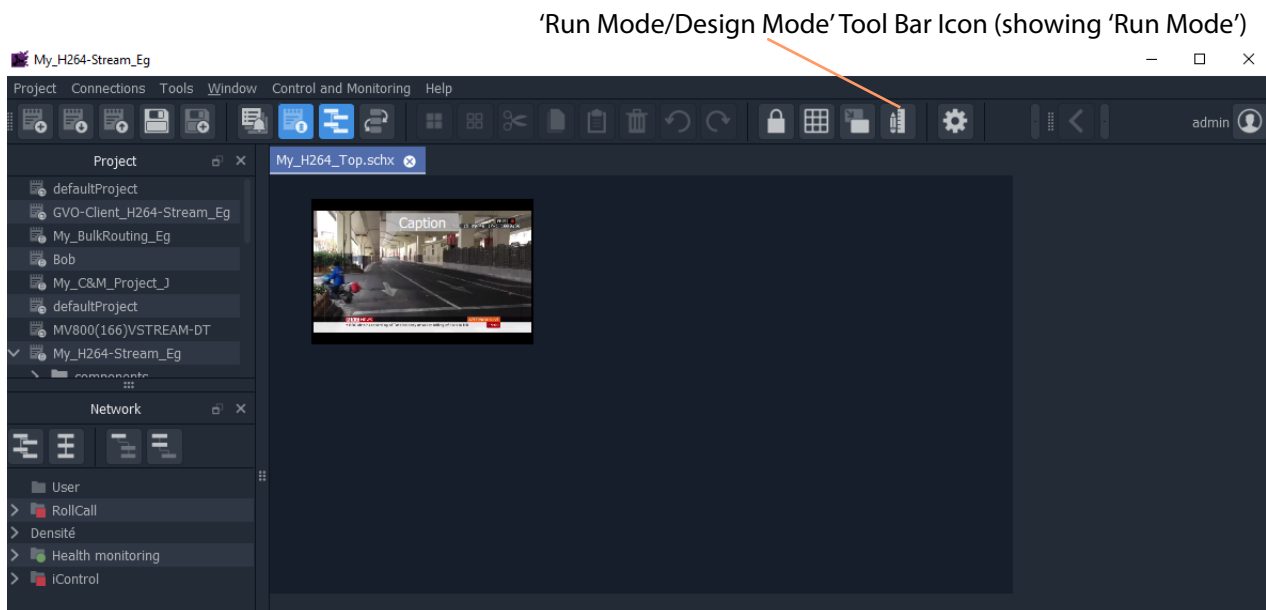 ‘Run Mode/Design Mode’ Tool Bar Icon (showing ‘Run Mode’)
My_H264-Stream_Eg
Project Connections Tools Window Control and Monitoring Help
admin
Project
My_H264_Top.schx
defaultProject
GVO-Client_H264-Stream_Eg
My_BulkRouting_Eg
Bob
My_C&M_Project_J
defaultProject
MV800(166)VSTREAM-DT
My_H264-Stream_Eg
components
Caption
Network
User
RollCall
Densité
Health monitoring
iControl